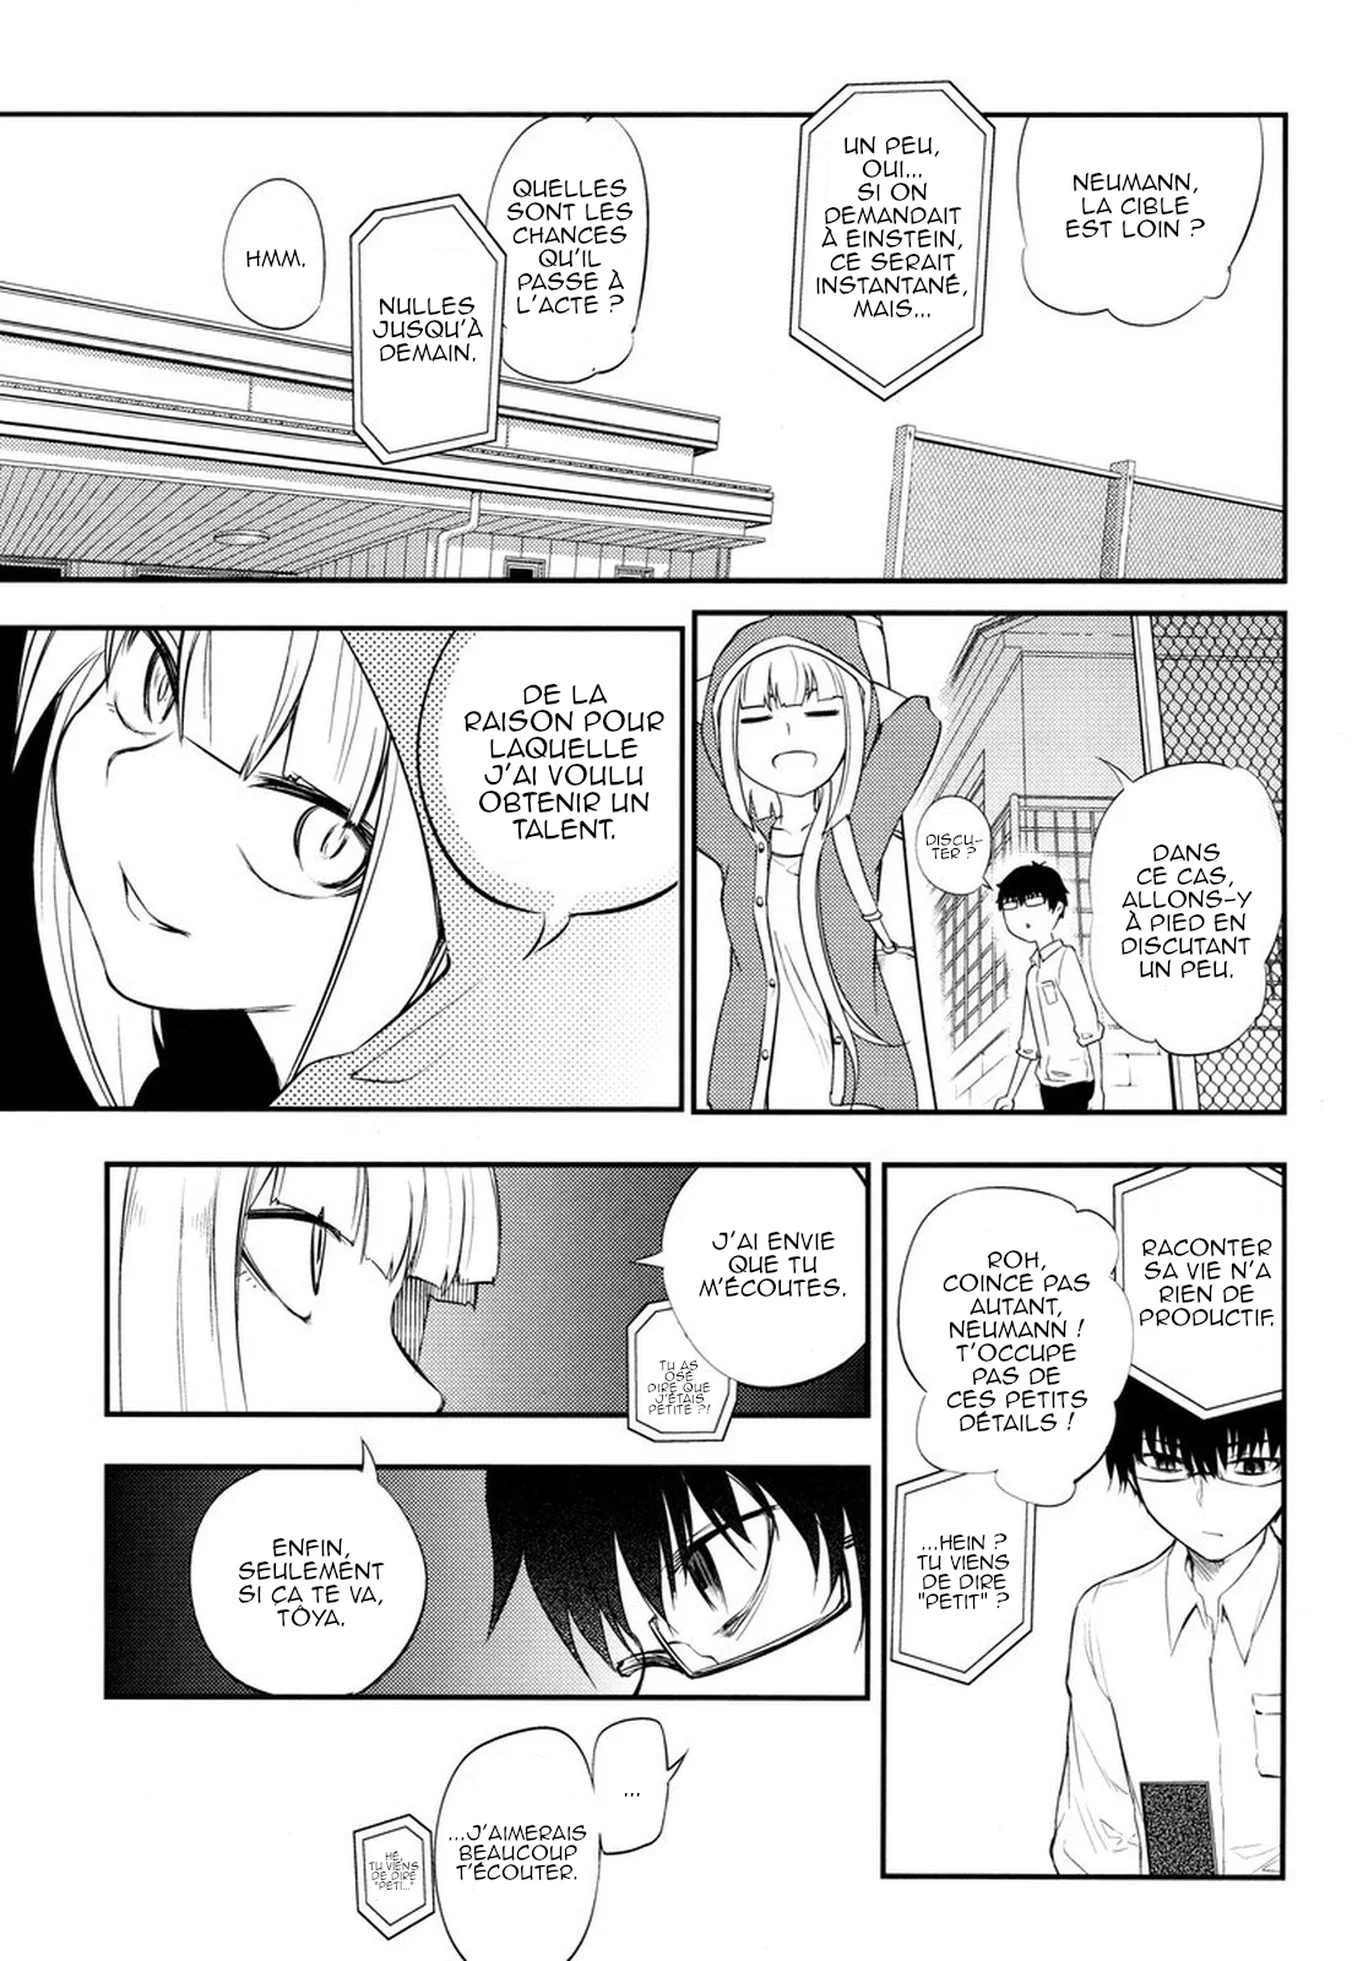 NEUMANN,
LA CIBLE
EST LOIN ?
UN PEU,
OUI...
SI ON
DEMANDAIT
À EINSTEIN,
CE SERAIT
INSTANTANÉ,
MAIS...
QUELLES
SONT LES
CHANCES
QU'IL
PASSE À
L'ACTE ?
NULLES
JUSQU'À
DEMAIN.
HMM.
DANS
CE CAS,
ALLONS-Y
À PIED EN
DISCUTANT
UN PEU.
DISCU-
TER ?
DE LA
RAISON POUR
LAQUELLE
J'AI VOULU
OBTENIR UN
TALENT.
RACONTER
SA VIE N'A
RIEN DE
PRODUCTIF.
ROH,
COINCE PAS
AUTANT,
NEUMANN !
T'OCCUPE
PAS DE
CES PETITS
DÉTAILS !
...HEIN ?
TU VIENS
DE DIRE
"PETIT" ?
J'AI ENVIE
QUE TU
M'ÉCOUTES.
TU AS
OSÉ
DIRE QUE
J'ÉTAIS
PETITE ?!
ENFIN,
SEULEMENT
SI ÇA TE VA,
TÔYA.
...
...J'AIMERAIS
BEAUCOUP
T'ÉCOUTER.
HÉ,
TU VIENS
DE DIRE
"PETI..."